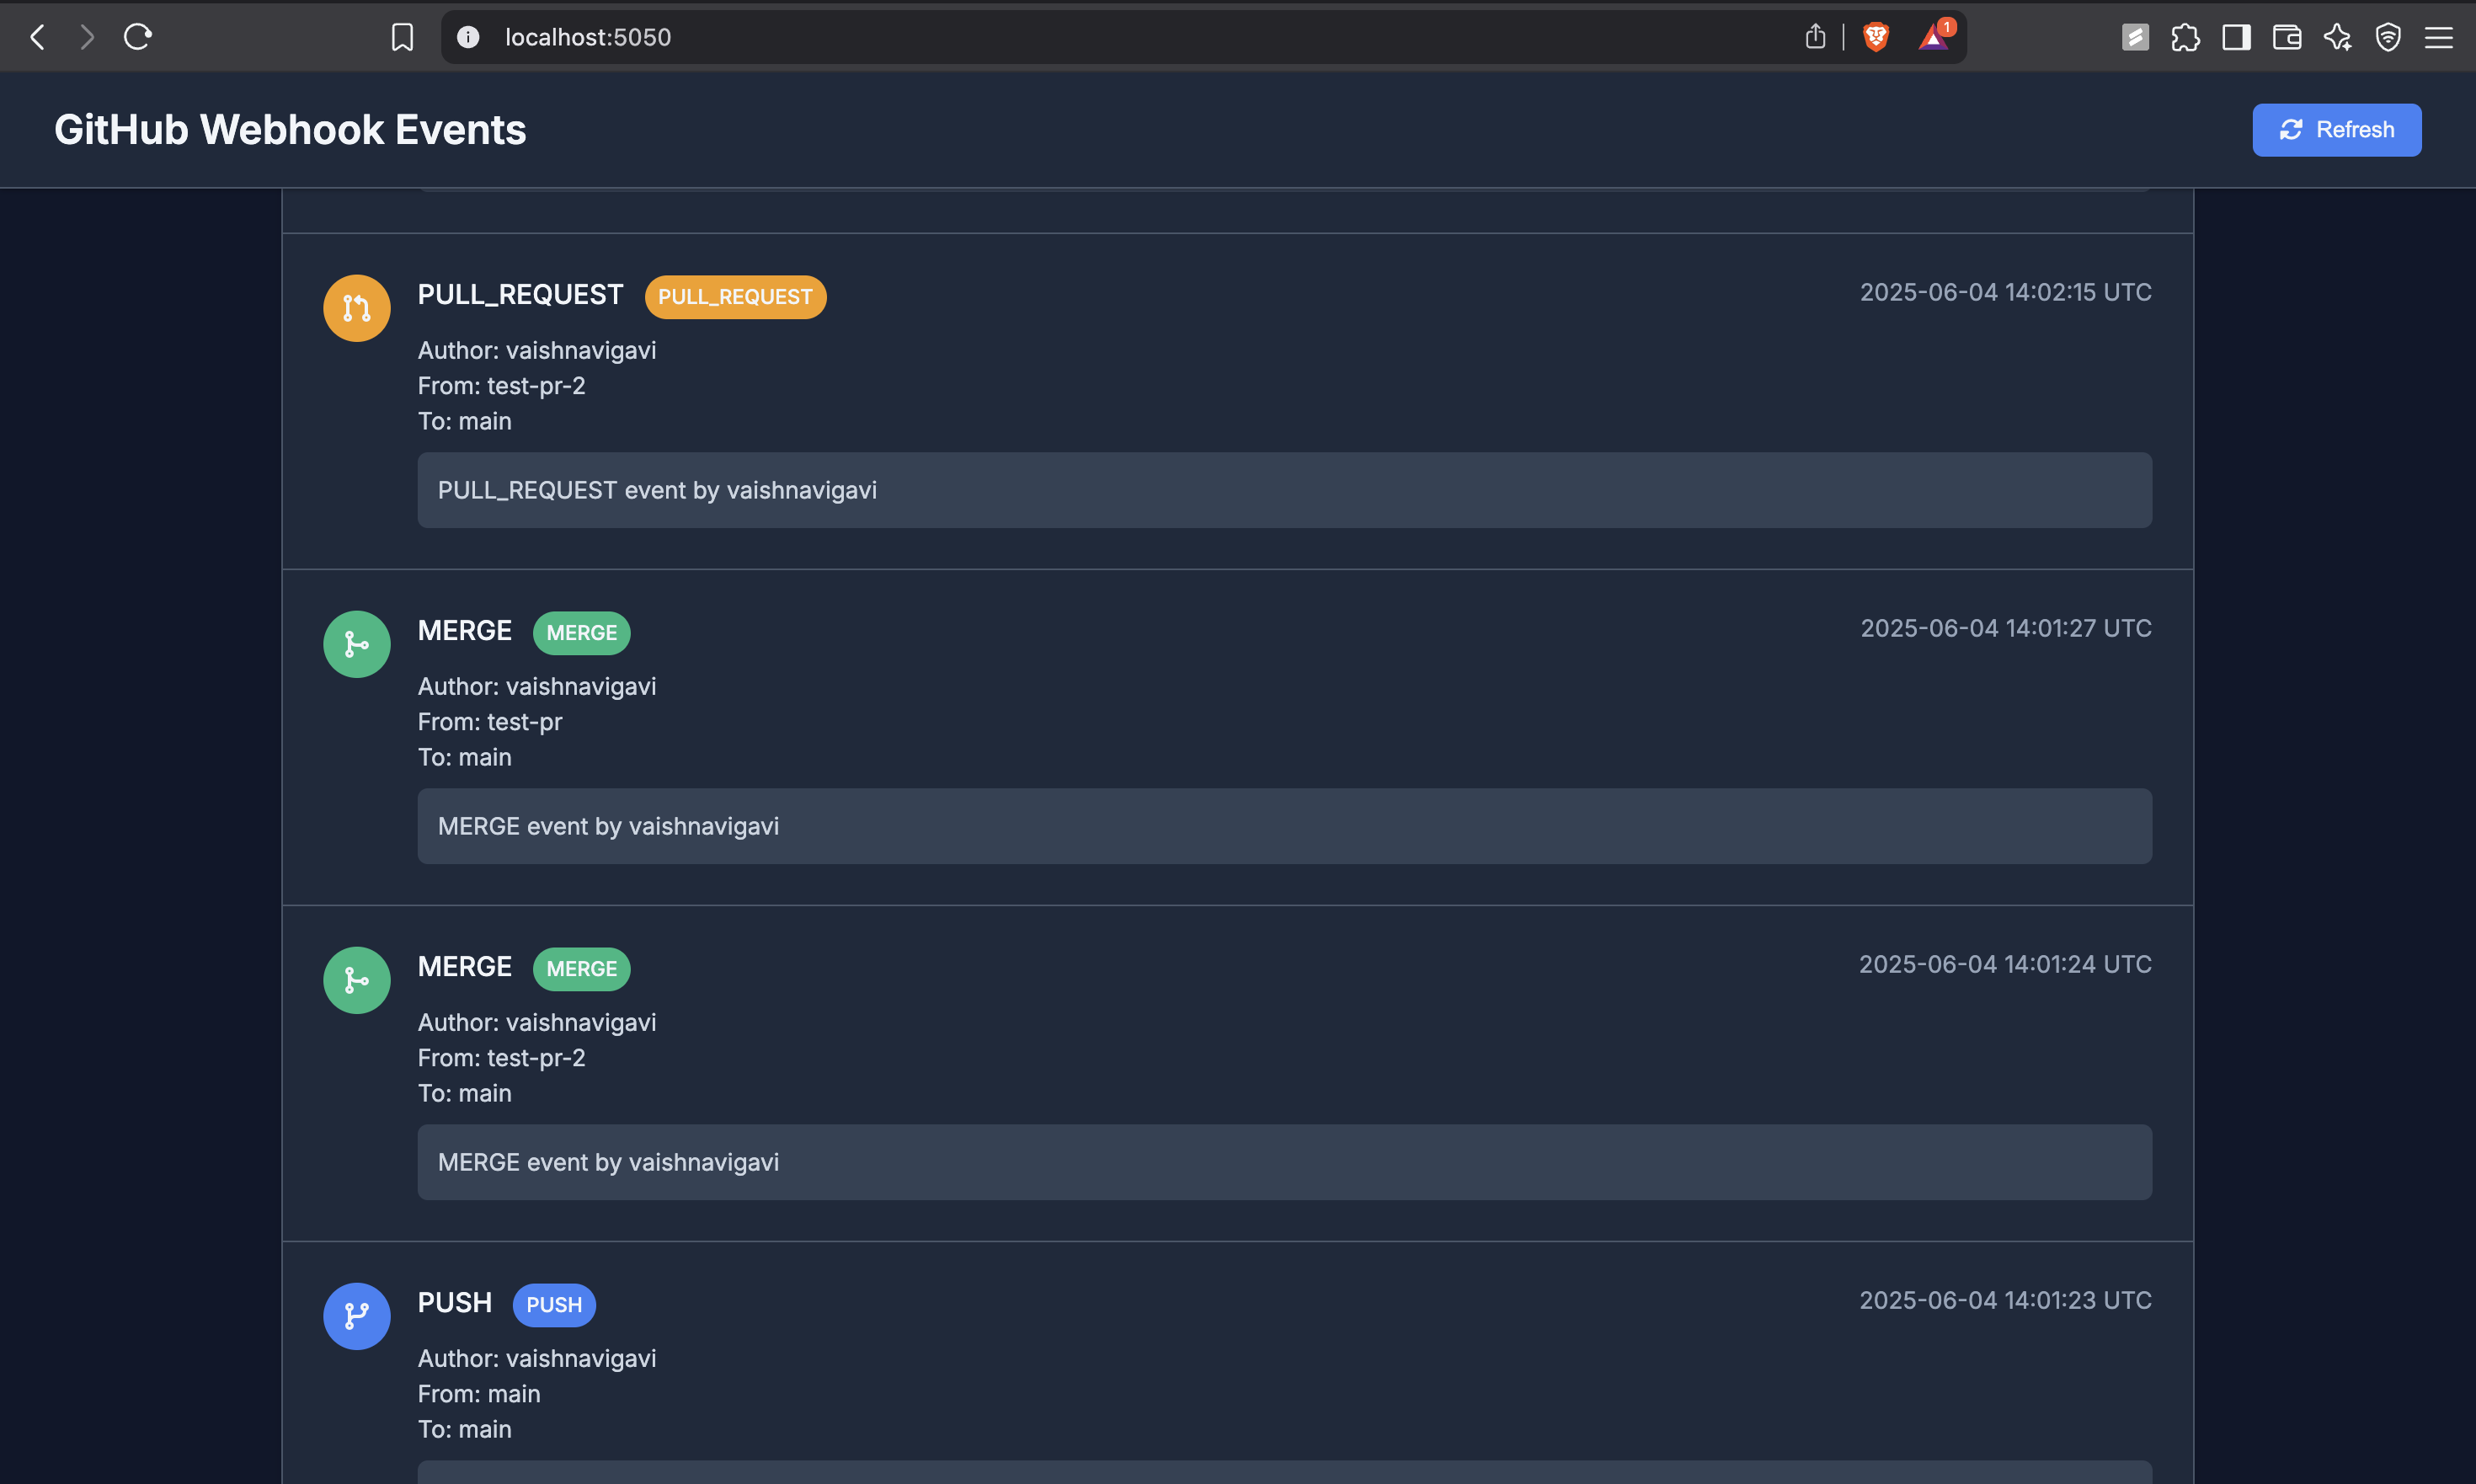 localhost:5050
1
GitHub Webhook Events
Refresh
PULL_REQUEST PULL_REQUEST 2025-06-04 14:02:15 UTC
Author: vaishnavigavi
From: test-pr-2
To: main
PULL_REQUEST event by vaishnavigavi
MERGE MERGE 2025-06-04 14:01:27 UTC
Author: vaishnavigavi
From: test-pr
To: main
MERGE event by vaishnavigavi
MERGE MERGE 2025-06-04 14:01:24 UTC
Author: vaishnavigavi
From: test-pr-2
To: main
MERGE event by vaishnavigavi
PUSH PUSH 2025-06-04 14:01:23 UTC
Author: vaishnavigavi
From: main
To: main